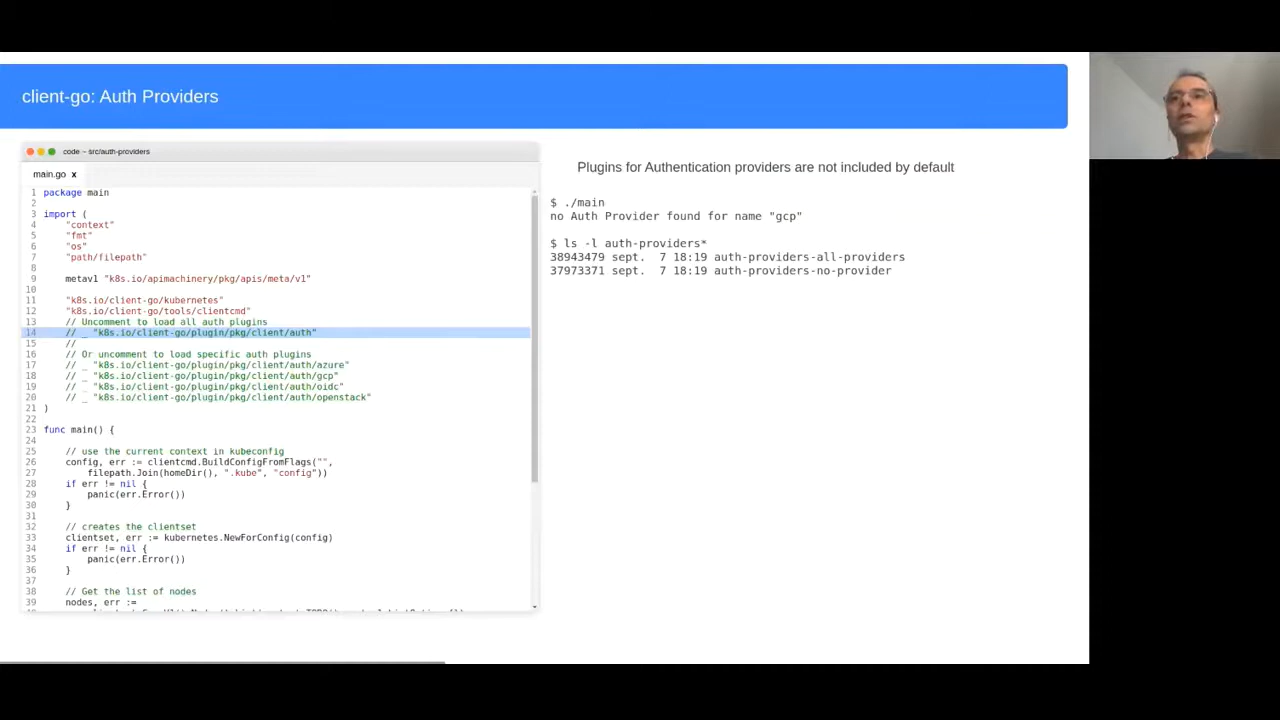 client-go: Auth Providers
code – src/auth-providers
main.go x
1 package main
2
3 import (
4 "context"
5 "fmt"
6 "os"
7 "path/filepath"
8
9 metav1 "k8s.io/apimachinery/pkg/apis/meta/v1"
10
11 "k8s.io/client-go/kubernetes"
12 "k8s.io/client-go/tools/clientcmd"
13 // Uncomment to load all auth plugins
14 // _ "k8s.io/client-go/plugin/pkg/client/auth"
15 //
16 // Or uncomment to load specific auth plugins
17 // _ "k8s.io/client-go/plugin/pkg/client/auth/azure"
18 // _ "k8s.io/client-go/plugin/pkg/client/auth/gcp"
19 // _ "k8s.io/client-go/plugin/pkg/client/auth/oidc"
20 // _ "k8s.io/client-go/plugin/pkg/client/auth/openstack"
21 )
22
23 func main() {
24
25 // use the current context in kubeconfig
26 config, err := clientcmd.BuildConfigFromFlags("",
27 filepath.Join(homeDir(), ".kube", "config"))
28 if err != nil {
29 panic(err.Error())
30 }
31
32 // creates the clientset
33 clientset, err := kubernetes.NewForConfig(config)
34 if err != nil {
35 panic(err.Error())
36 }
37
38 // Get the list of nodes
39 nodes, err :=
Plugins for Authentication providers are not included by default
$ ./main
no Auth Provider found for name "gcp"
$ ls -l auth-providers*
38943479 sept. 7 18:19 auth-providers-all-providers
37973371 sept. 7 18:19 auth-providers-no-provider